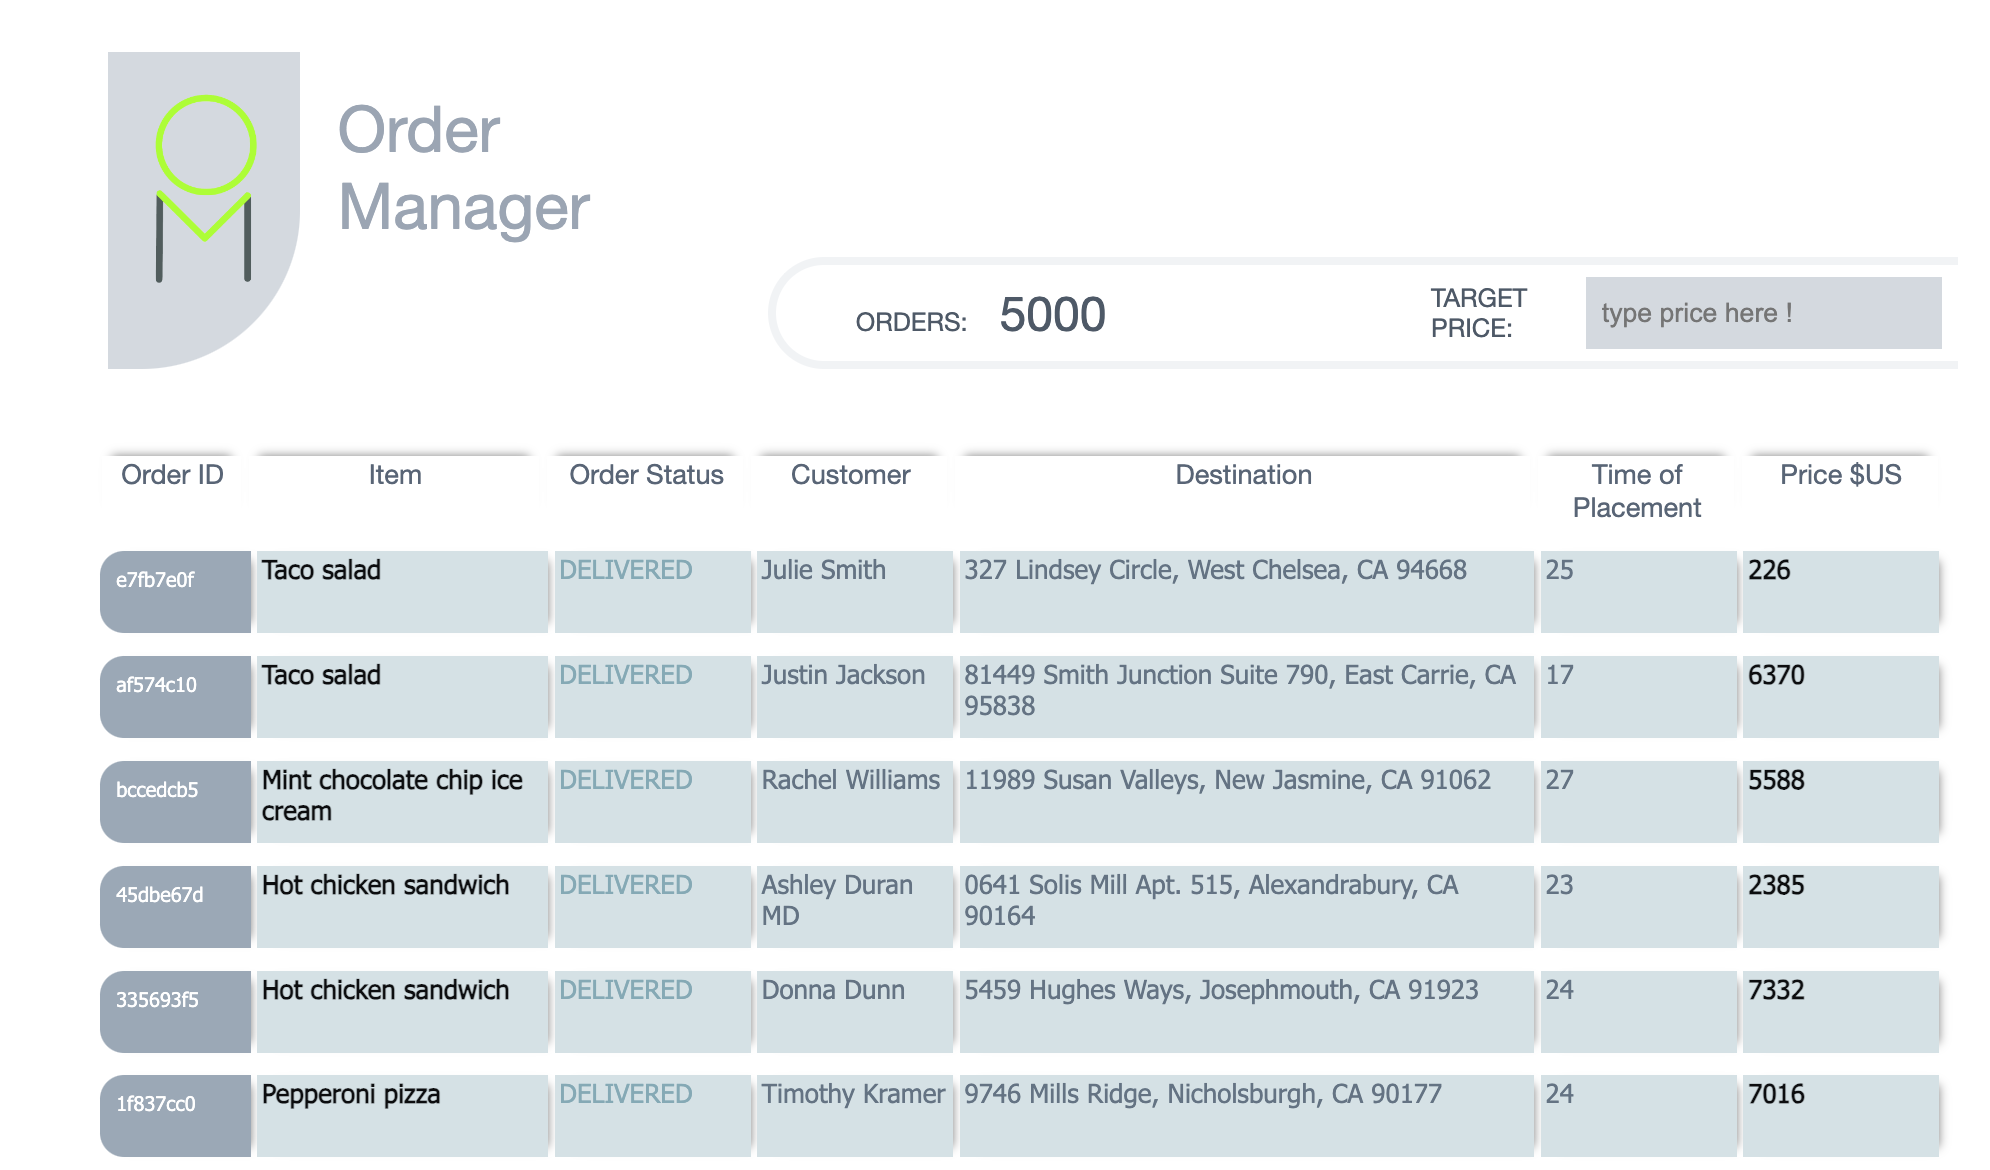 Order
Manager
ORDERS: 5000
TARGET
PRICE:
type price here !
Order ID Item Order Status Customer Destination Time of Price $US
Placement
e7fb7e0f Taco salad DELIVERED Julie Smith 327 Lindsey Circle, West Chelsea, CA 94668 25 226
af574c10 Taco salad DELIVERED Justin Jackson 81449 Smith Junction Suite 790, East Carrie, CA 17 6370
95838
bccedcb5 Mint chocolate chip ice DELIVERED Rachel Williams 11989 Susan Valleys, New Jasmine, CA 91062 27 5588
cream
45dbe67d Hot chicken sandwich DELIVERED Ashley Duran 0641 Solis Mill Apt. 515, Alexandrabury, CA 23 2385
MD 90164
335693f5 Hot chicken sandwich DELIVERED Donna Dunn 5459 Hughes Ways, Josephmouth, CA 91923 24 7332
1f837cc0 Pepperoni pizza DELIVERED Timothy Kramer 9746 Mills Ridge, Nicholsburgh, CA 90177 24 7016